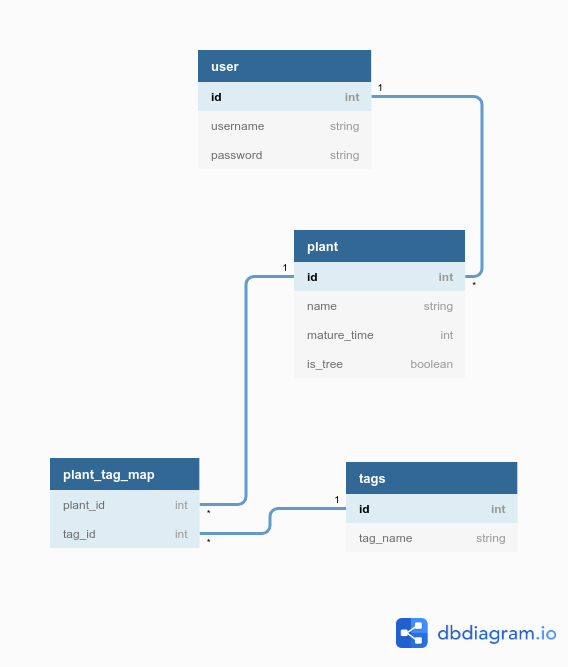 user
id int
1
username string
password string
plant
1
id int
*
name string
mature_time int
is_tree boolean
plant_tag_map
plant_id int
*
tag_id int
*
tags
1
id int
tag_name string
dbdiagram.io